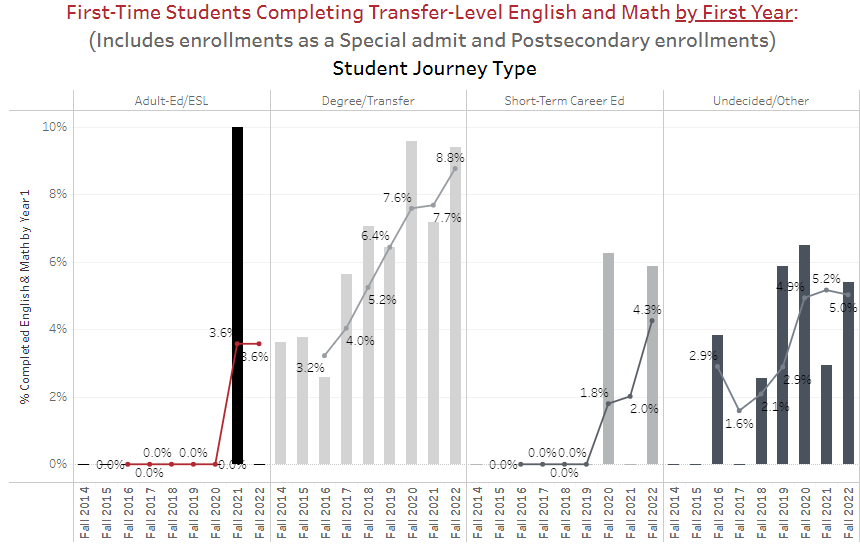 First-Time Students Completing Transfer-Level English and Math by First Year:
(Includes enrollments as a Special admit and Postsecondary enrollments)
Student Journey Type
Adult-Ed/ESL Degree/Transfer Short-Term Career Ed Undecided/Other
% Completed English & Math by Year 1
10%
8%
6%
4%
2%
0%
0.0% 0.0% 0.0% 0.0% 0.0% 3.6% 3.6%
3.2% 4.0% 5.2% 6.4% 7.6% 7.7% 8.8%
0.0% 0.0% 0.0% 0.0% 1.8% 2.0% 4.3%
2.9% 1.6% 2.1% 2.9% 4.9% 5.2% 5.0%
Fall 2014 Fall 2015 Fall 2016 Fall 2017 Fall 2018 Fall 2019 Fall 2020 Fall 2021 Fall 2022
Fall 2014 Fall 2015 Fall 2016 Fall 2017 Fall 2018 Fall 2019 Fall 2020 Fall 2021 Fall 2022
Fall 2014 Fall 2015 Fall 2016 Fall 2017 Fall 2018 Fall 2019 Fall 2020 Fall 2021 Fall 2022
Fall 2014 Fall 2015 Fall 2016 Fall 2017 Fall 2018 Fall 2019 Fall 2020 Fall 2021 Fall 2022